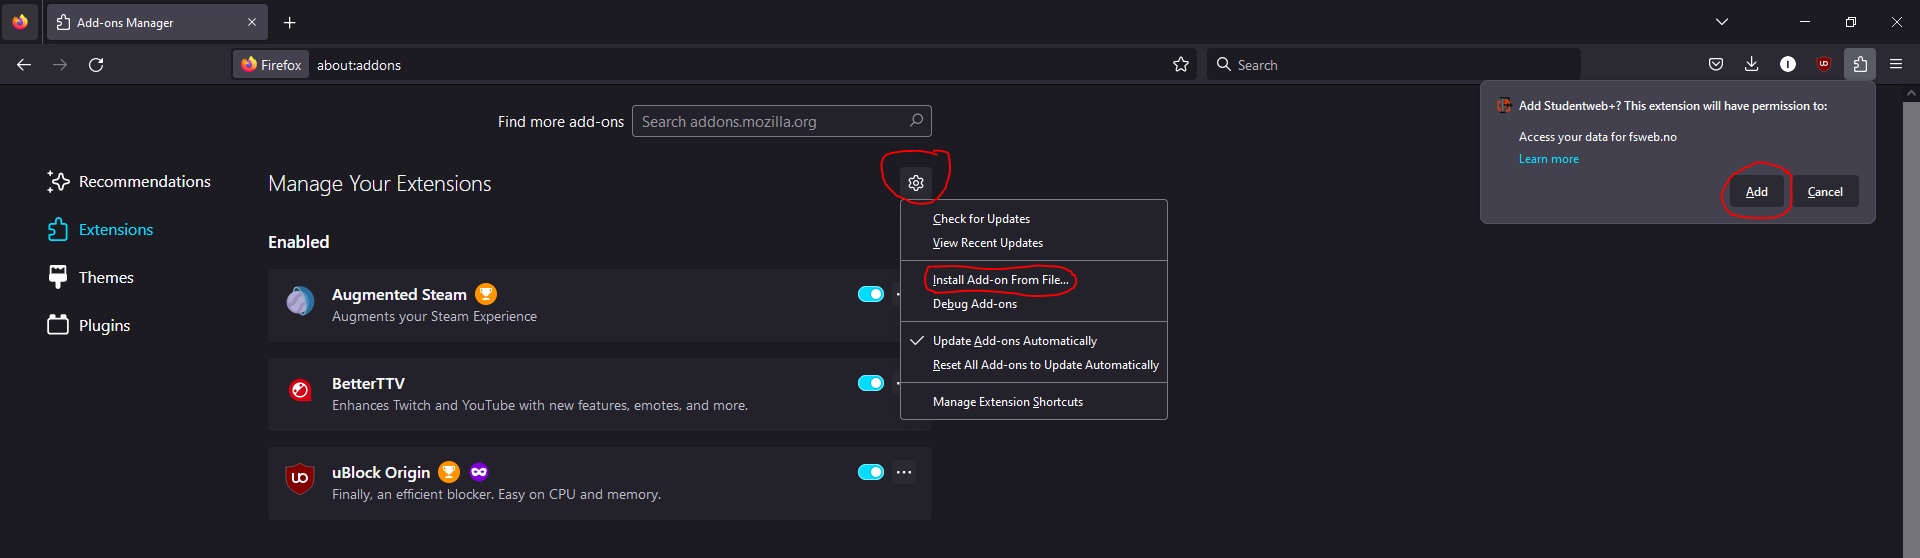 Add-ons Manager
Firefox
about:addons
Search
Find more add-ons
Search addons.mozilla.org
Recommendations
Extensions
Themes
Plugins
Manage Your Extensions
Enabled
Augmented Steam
Augments your Steam Experience
BetterTTV
Enhances Twitch and YouTube with new features, emotes, and more.
uBlock Origin
Finally, an efficient blocker. Easy on CPU and memory.
Check for Updates
View Recent Updates
Install Add-on From File...
Debug Add-ons
Update Add-ons Automatically
Reset All Add-ons to Update Automatically
Manage Extension Shortcuts
Add Studentweb+? This extension will have permission to:
Access your data for fsweb.no
Learn more
Add
Cancel